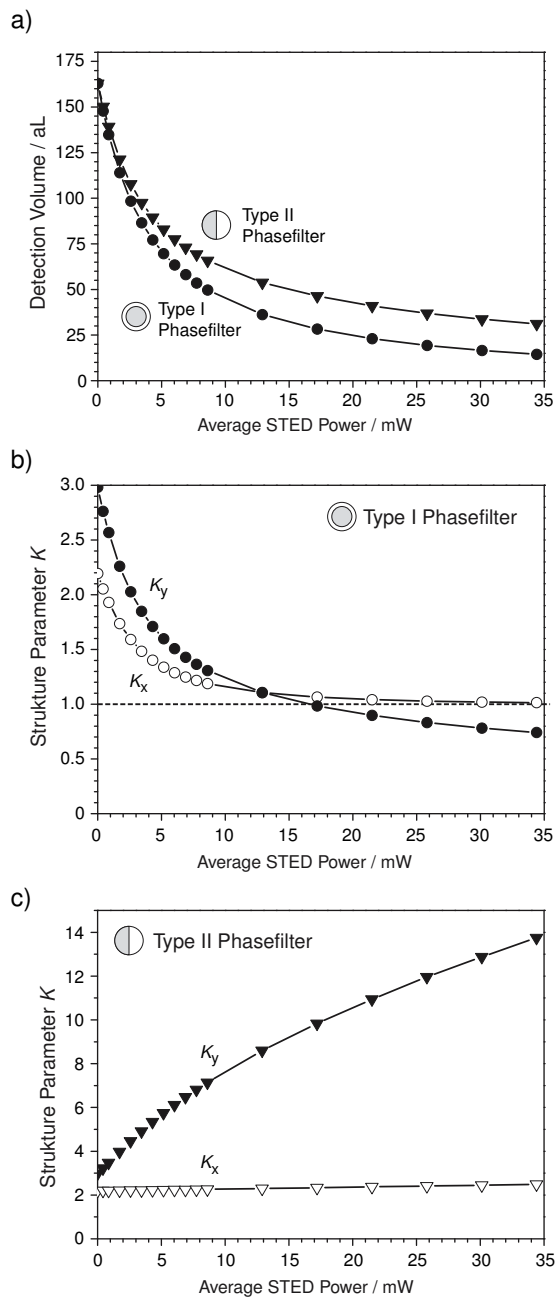 a)
175
150
125
100
75
50
25
0
Detection Volume / aL
Type II
Phasefilter
Type I
Phasefilter
0 5 10 15 20 25 30 35
Average STED Power / mW
b)
3.0
2.5
2.0
1.5
1.0
0.5
0
Strukture Parameter K
Type I Phasefilter
Ky
Kx
0 5 10 15 20 25 30 35
Average STED Power / mW
c)
14
12
10
8
6
4
2
0
Strukture Parameter K
Type II Phasefilter
Ky
Kx
0 5 10 15 20 25 30 35
Average STED Power / mW